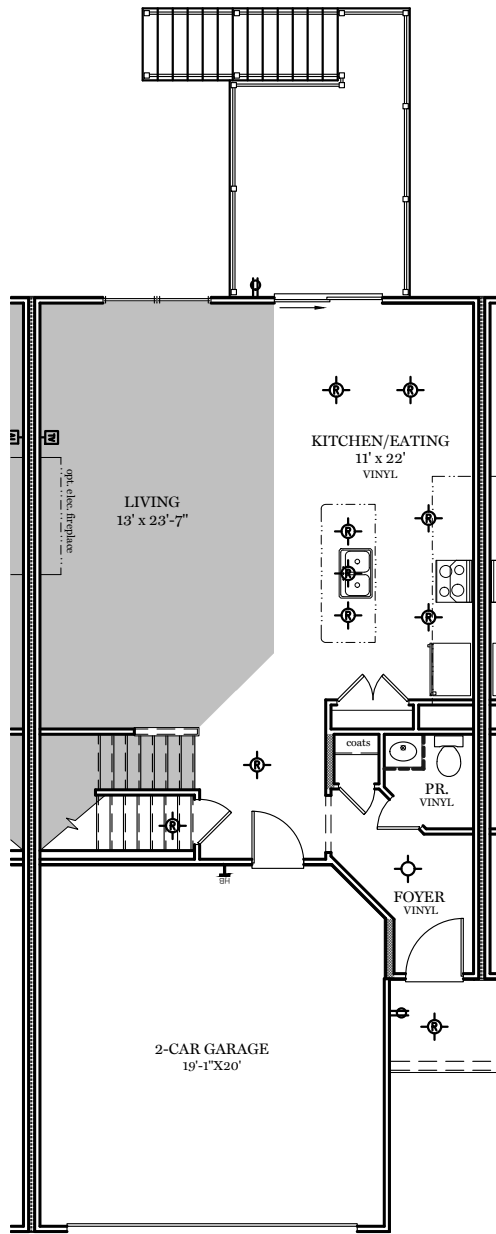 KITCHEN/EATING
11' x 22'
VINYL
LIVING
13' x 23'-7"
opt. elec. fireplace
R
R
R
R
R
R
R
coats
PR.
VINYL
R
R
FOYER
VINYL
HB
R
2-CAR GARAGE
19'-1"X20'